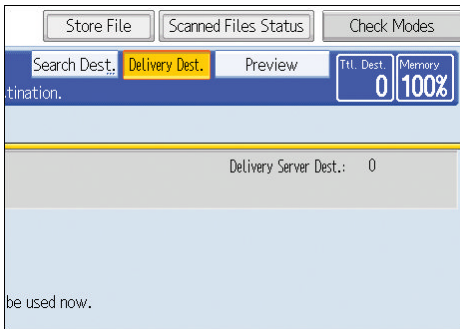 Store File Scanned Files Status Check Modes
Search Dest. Delivery Dest. Preview Ttl. Dest. Memory
tination. 0 100%
Delivery Server Dest.: 0
be used now.